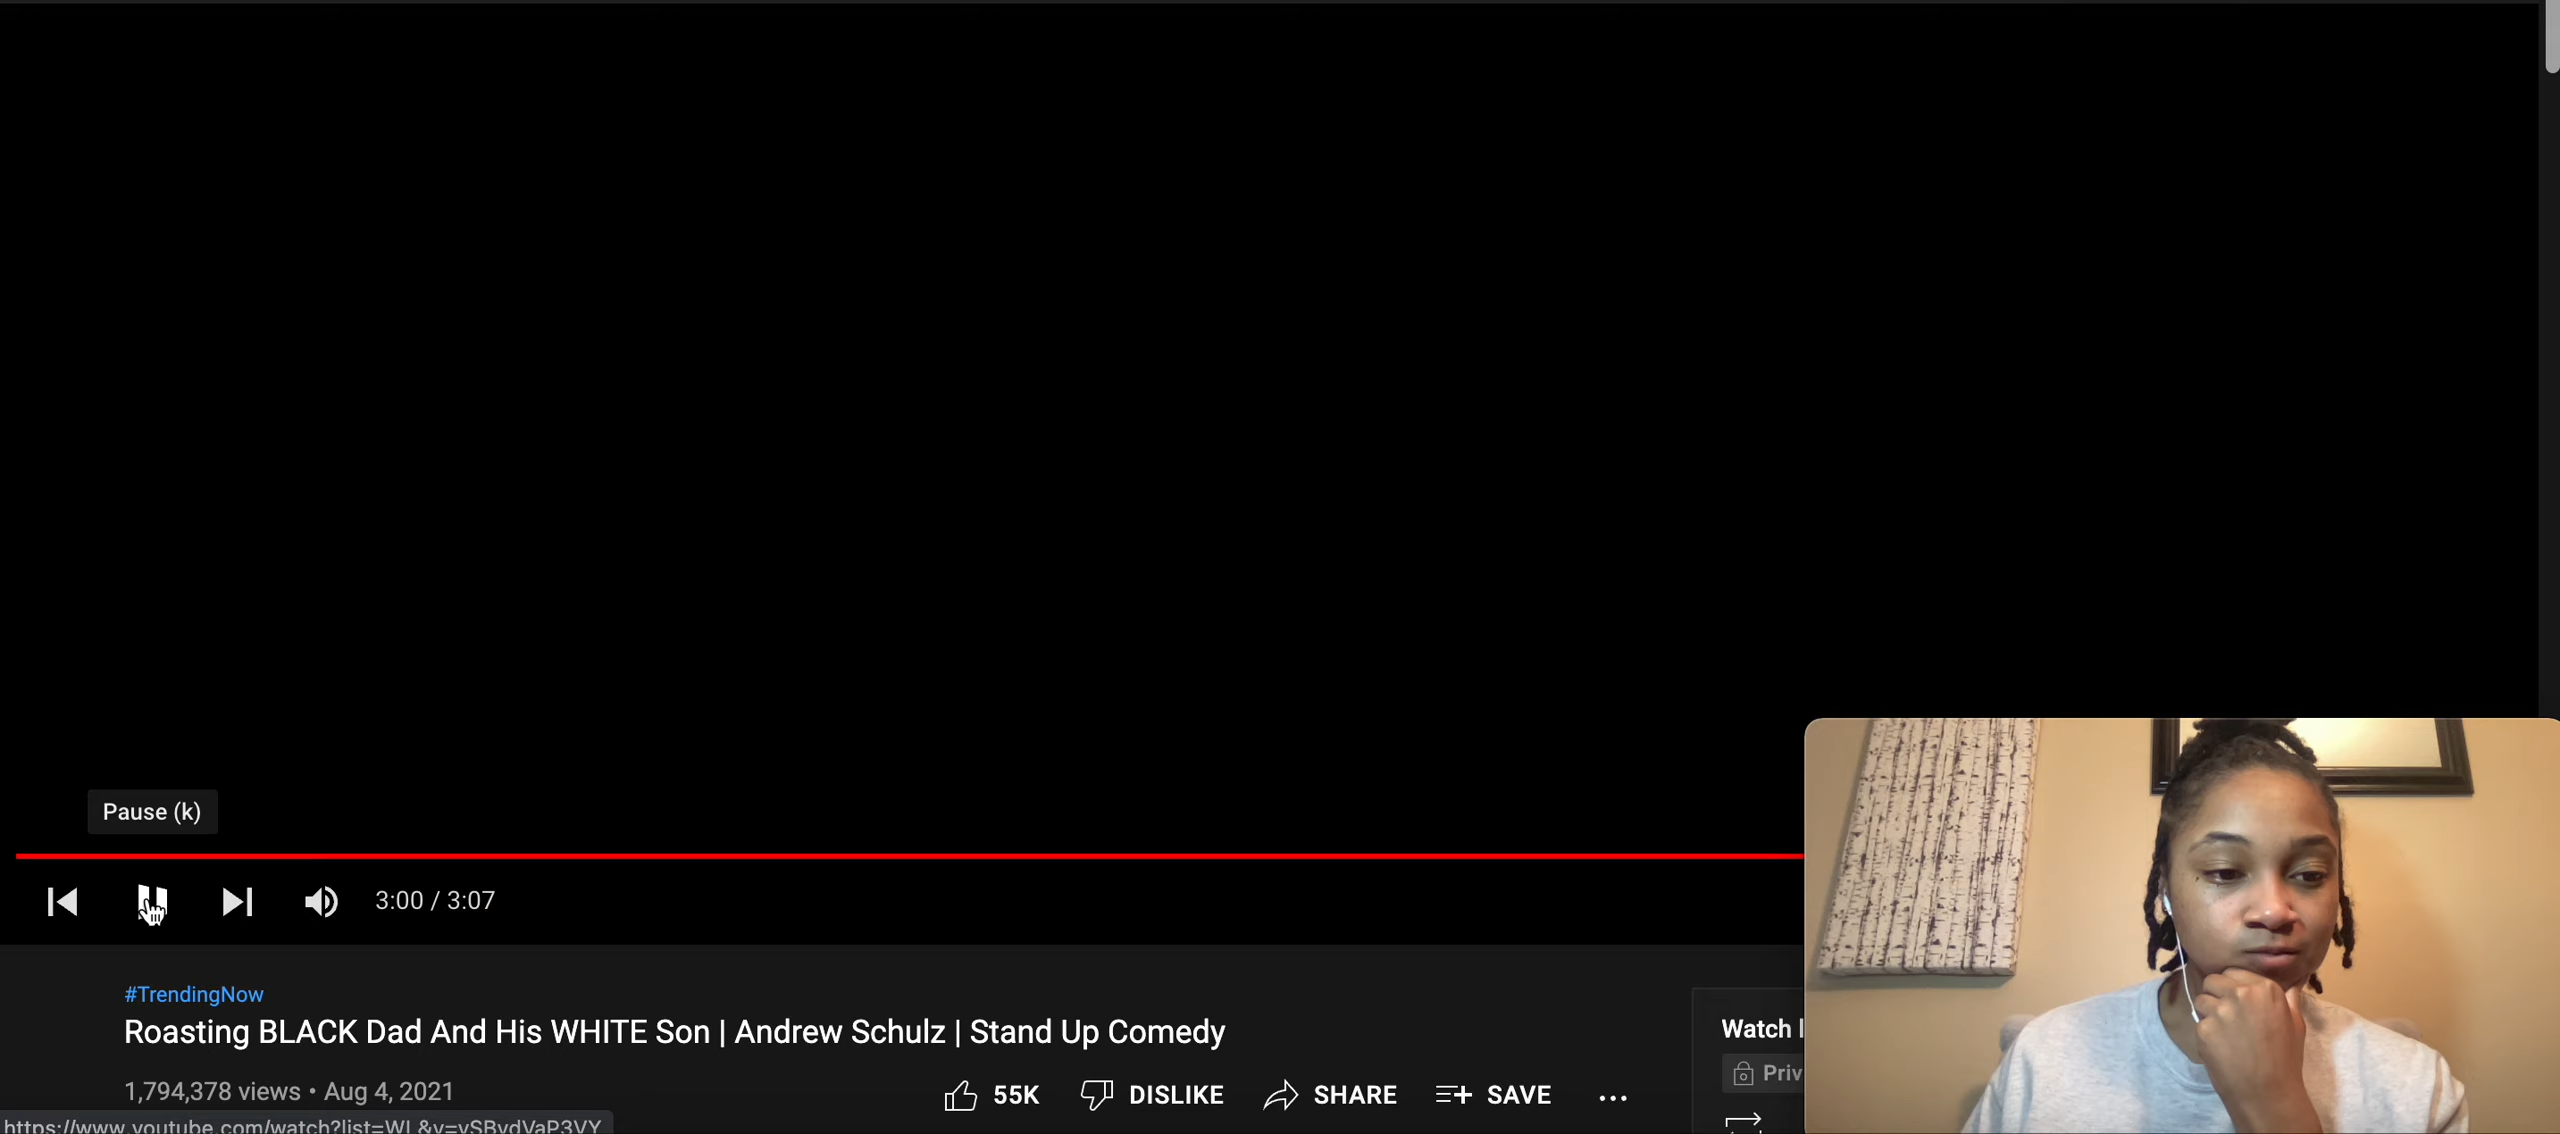 Pause (k)
3:00 / 3:07
#TrendingNow
Roasting BLACK Dad And His WHITE Son | Andrew Schulz | Stand Up Comedy
1,794,378 views • Aug 4, 2021
55K DISLIKE SHARE SAVE ...
Watch
Priv